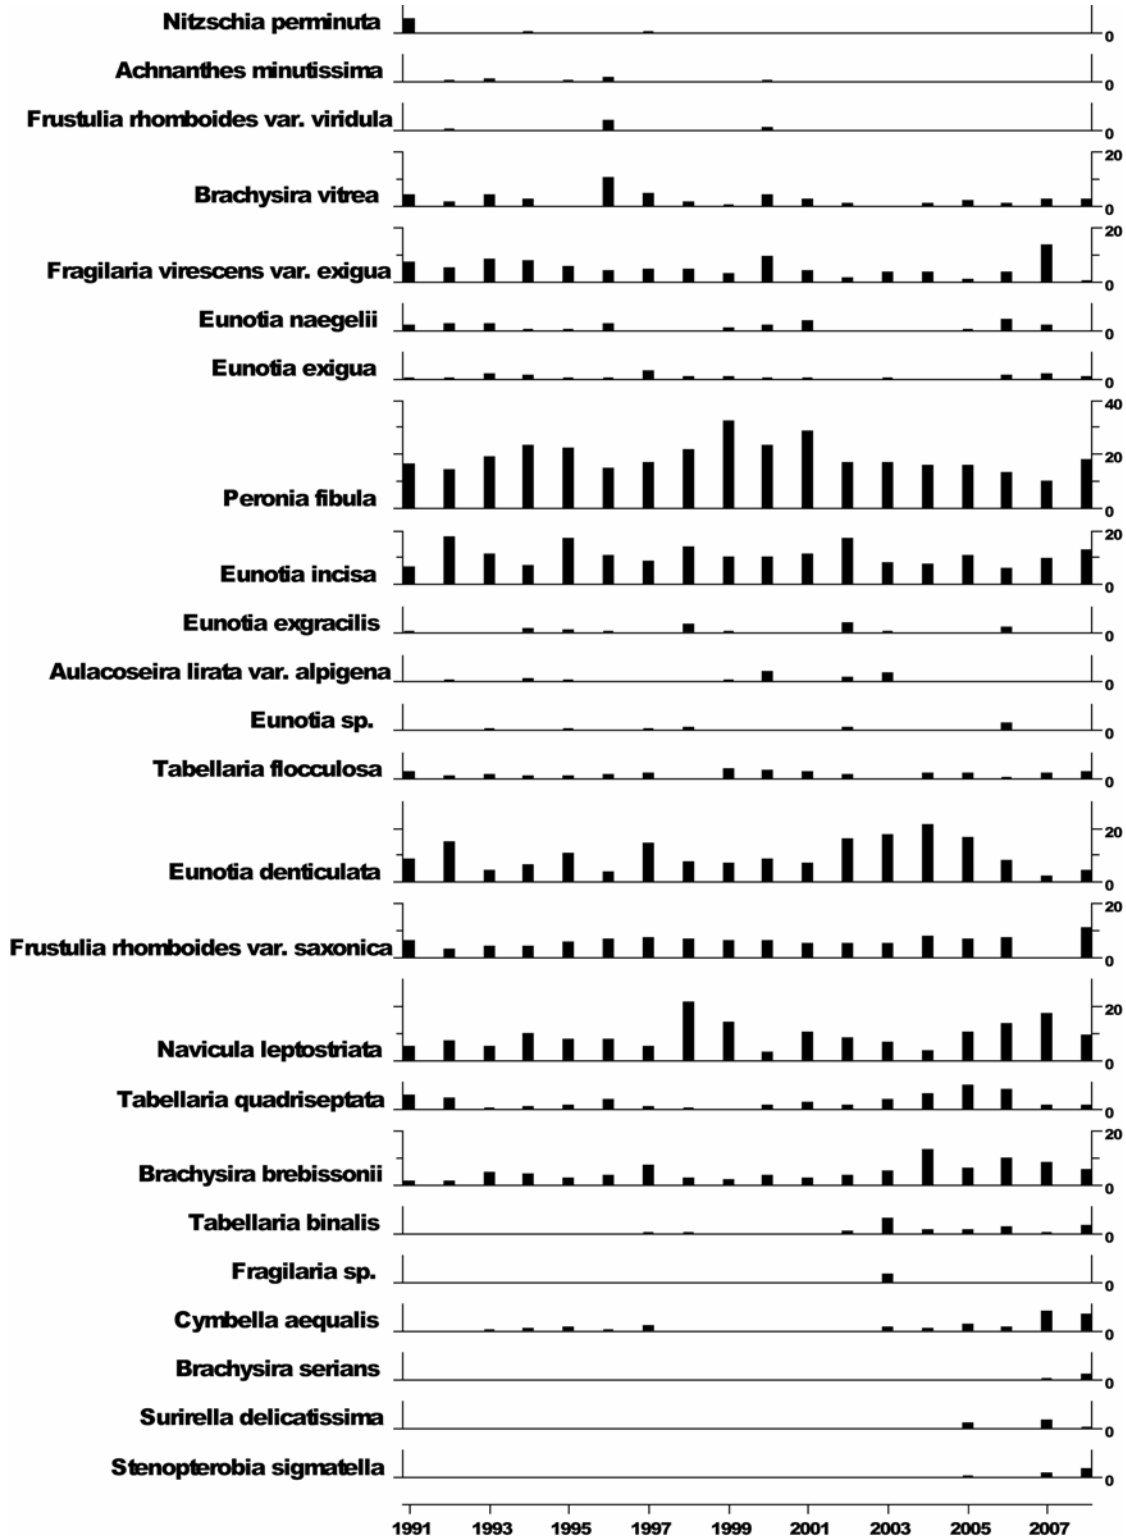 Nitzschia perminuta 0
Achnanthes minutissima 0
Frustulia rhomboides var. viridula 0
20
Brachysira vitrea 0
20
Fragilaria virescens var. exigua 0
Eunotia naegelii 0
Eunotia exigua 0
40
20
Peronia fibula 0
20
Eunotia incisa 0
Eunotia exgracilis 0
Aulacoseira lirata var. alpigena 0
Eunotia sp. 0
Tabellaria flocculosa 0
20
Eunotia denticulata 0
20
Frustulia rhomboides var. saxonica 0
20
Navicula leptostriata 0
Tabellaria quadriseptata 0
20
Brachysira brebissonii 0
Tabellaria binalis 0
Fragilaria sp. 0
Cymbella aequalis 0
Brachysira serians 0
Surirella delicatissima 0
Stenopterobia sigmatella 0
1991 1993 1995 1997 1999 2001 2003 2005 2007